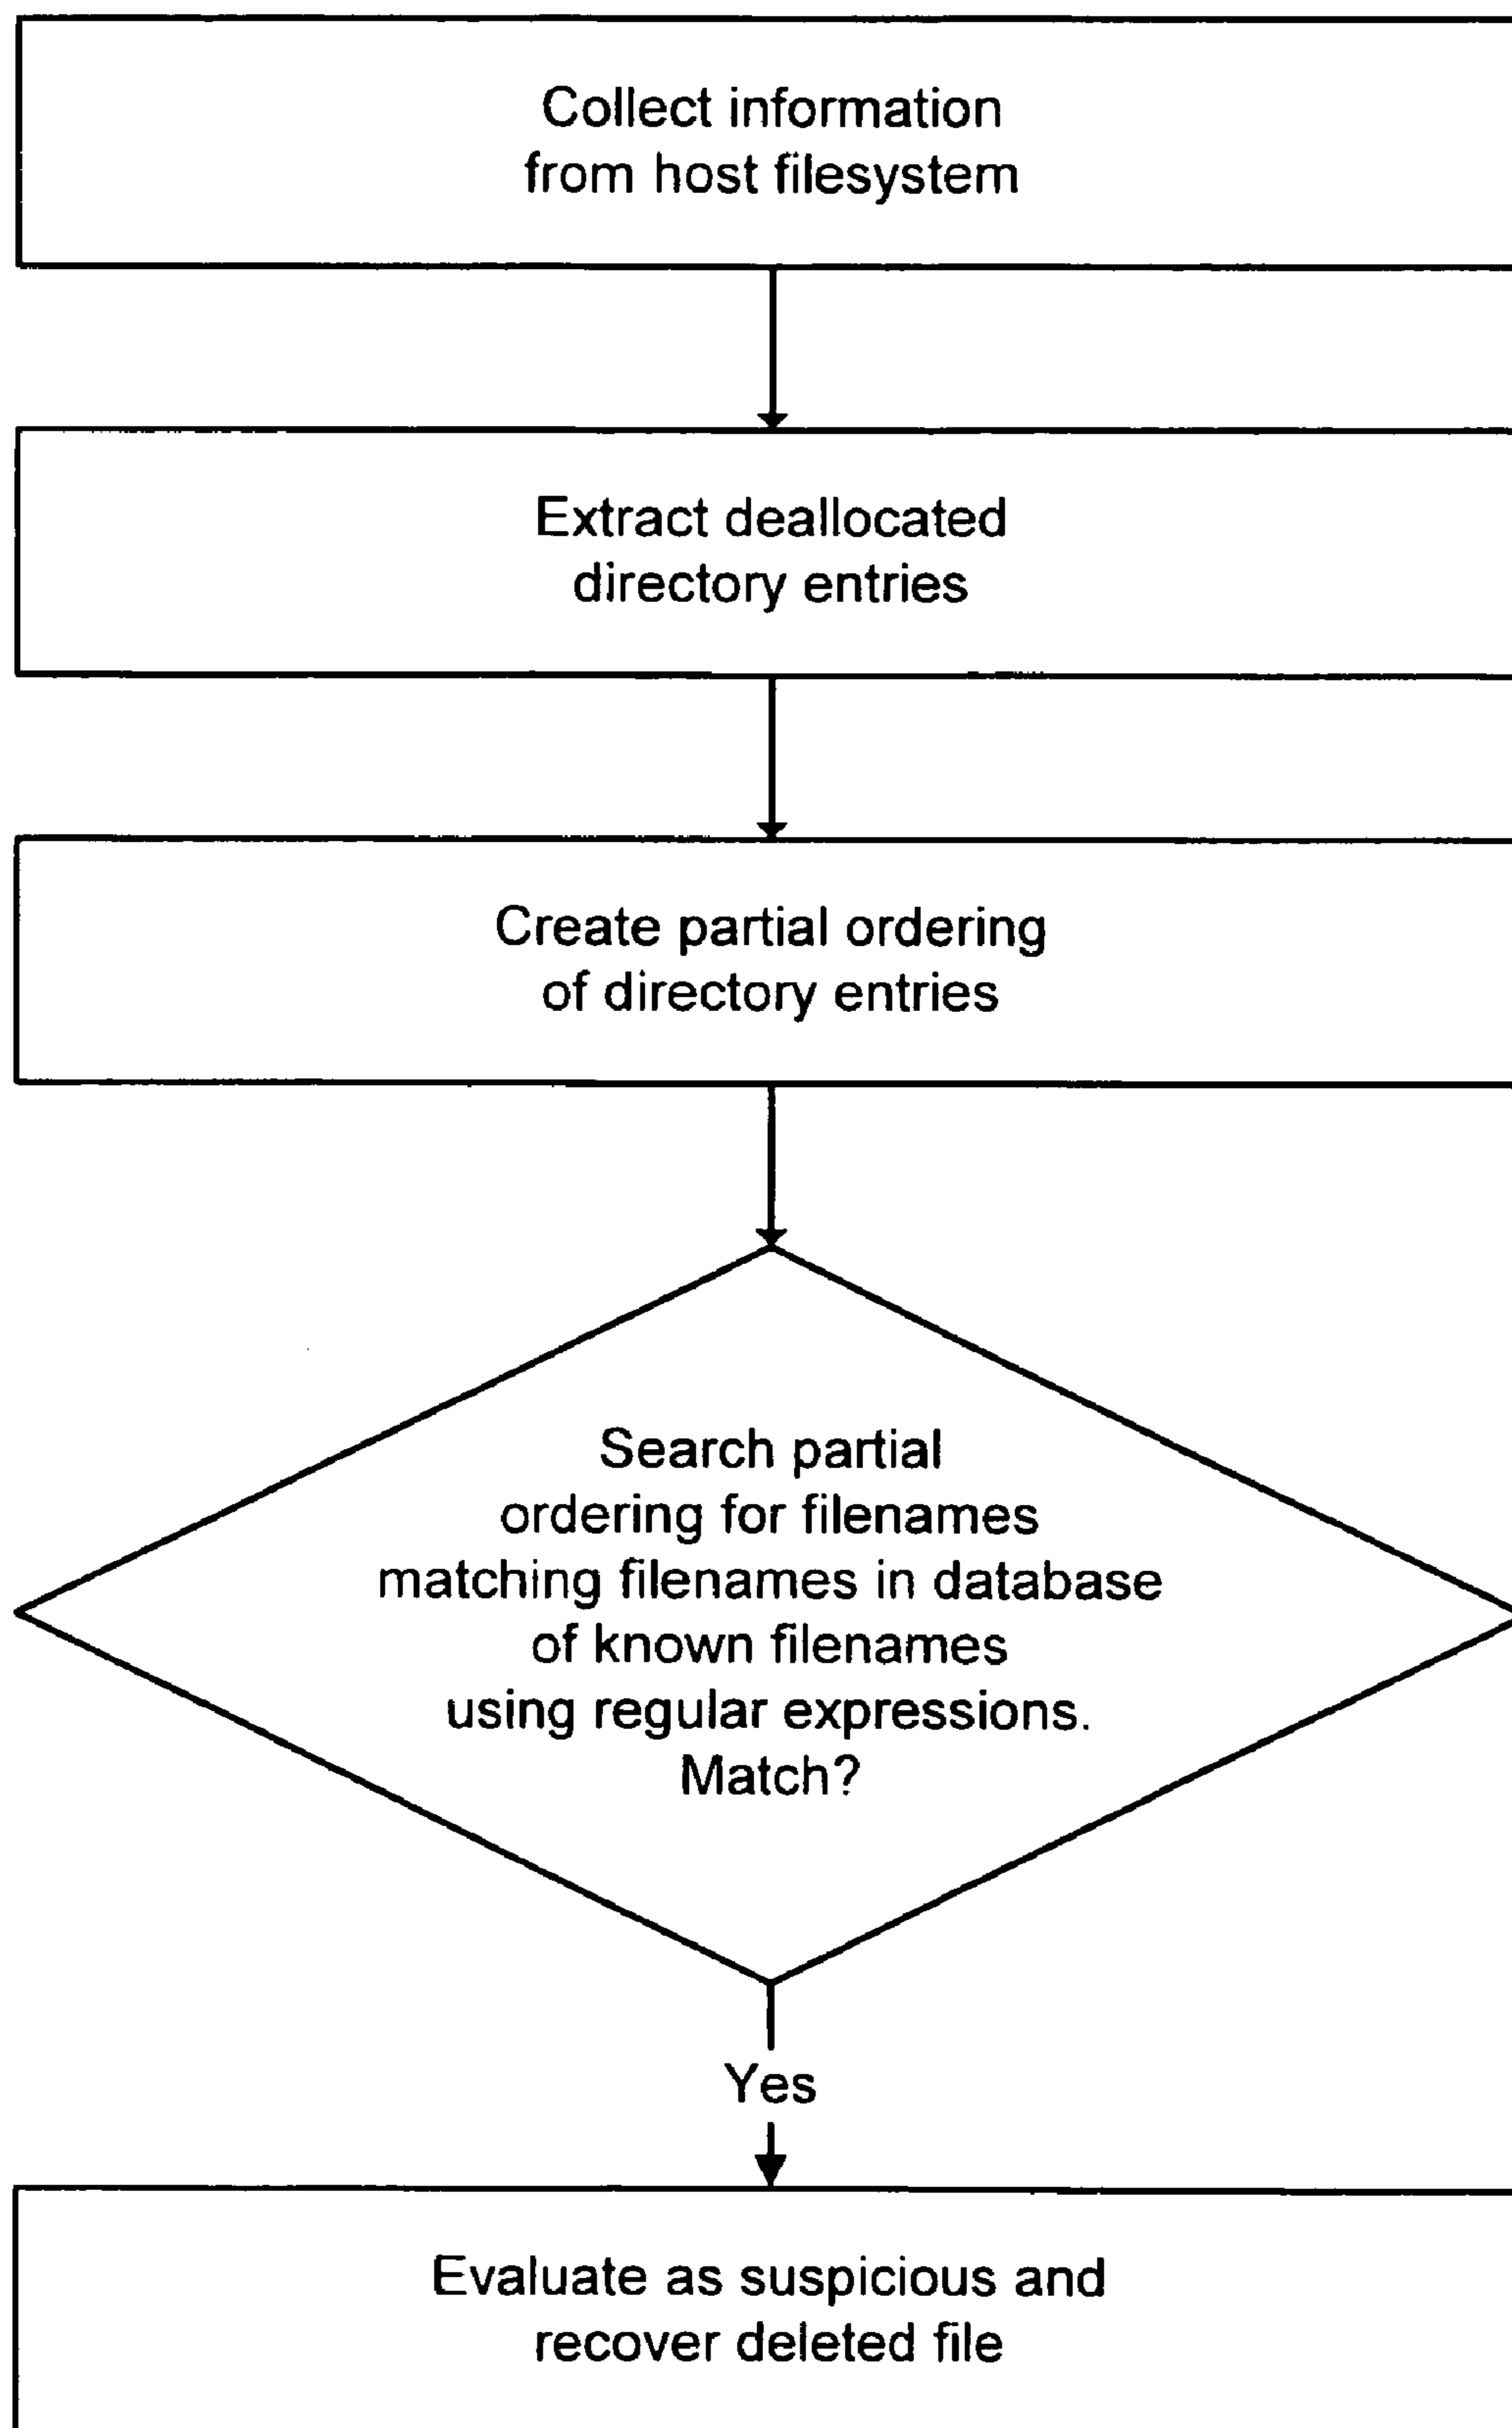 Collect information
from host filesystem
Extract deallocated
directory entries
Create partial ordering
of directory entries
Search partial
ordering for filenames
matching filenames in database
of known filenames
using regular expressions.
Match?
Yes
Evaluate as suspicious and
recover deleted file